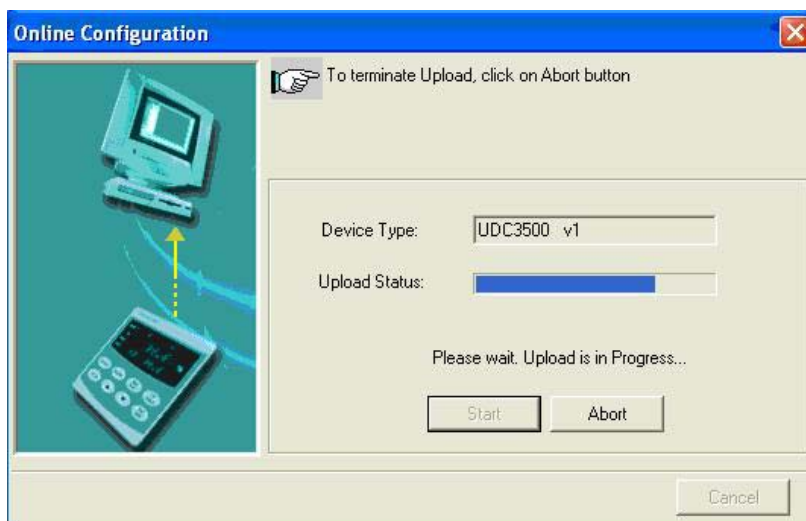 Online Configuration
To terminate Upload, click on Abort button
Device Type: UDC3500 v1
Upload Status:
Please wait. Upload is in Progress...
Start Abort
Cancel